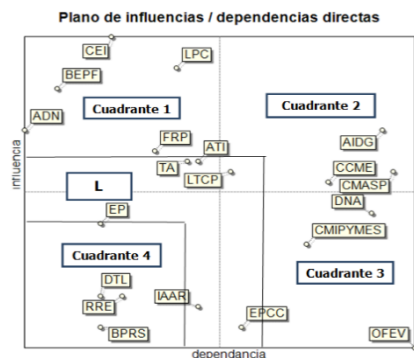 Plano de influencias / dependencias directas
CEI
LPC
BEPF
Cuadrante 1
Cuadrante 2
ADN
AIDG
FRP
ATI
TA
CCME
LTCP
CMASP
L
DNA
EP
CMIPYMES
Cuadrante 4
Cuadrante 3
DTL
RRE
IAAR
EPCC
BPRS
OFEV
influencia
dependancia